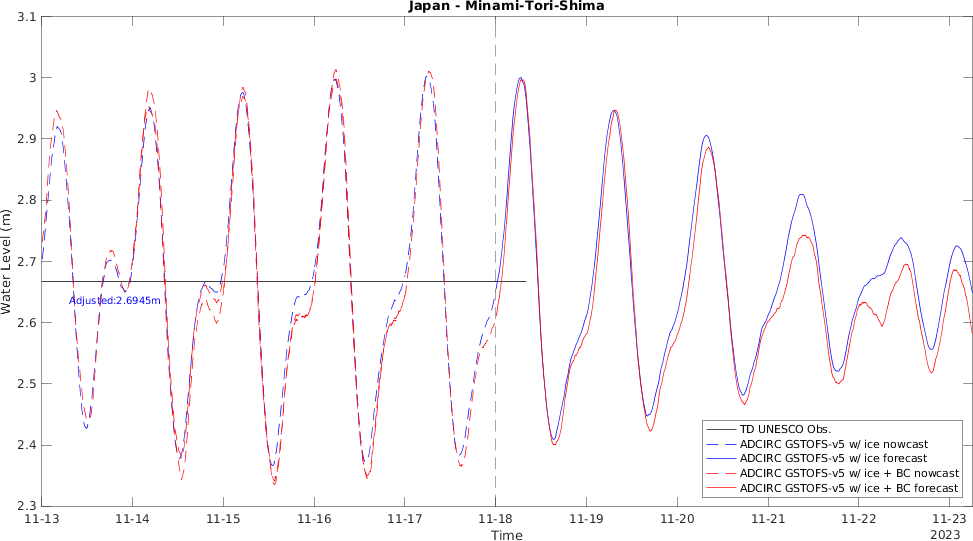 Japan - Minami-Tori-Shima
3.1
3
2.9
2.8
2.7
2.6
2.5
2.4
2.3
Water Level (m)
Adjusted:2.6945m
TD UNESCO Obs.
ADCIRC GSTOFS-v5 w/ ice nowcast
ADCIRC GSTOFS-v5 w/ ice forecast
ADCIRC GSTOFS-v5 w/ ice + BC nowcast
ADCIRC GSTOFS-v5 w/ ice + BC forecast
11-13 11-14 11-15 11-16 11-17 11-18 11-19 11-20 11-21 11-22 11-23
Time
2023